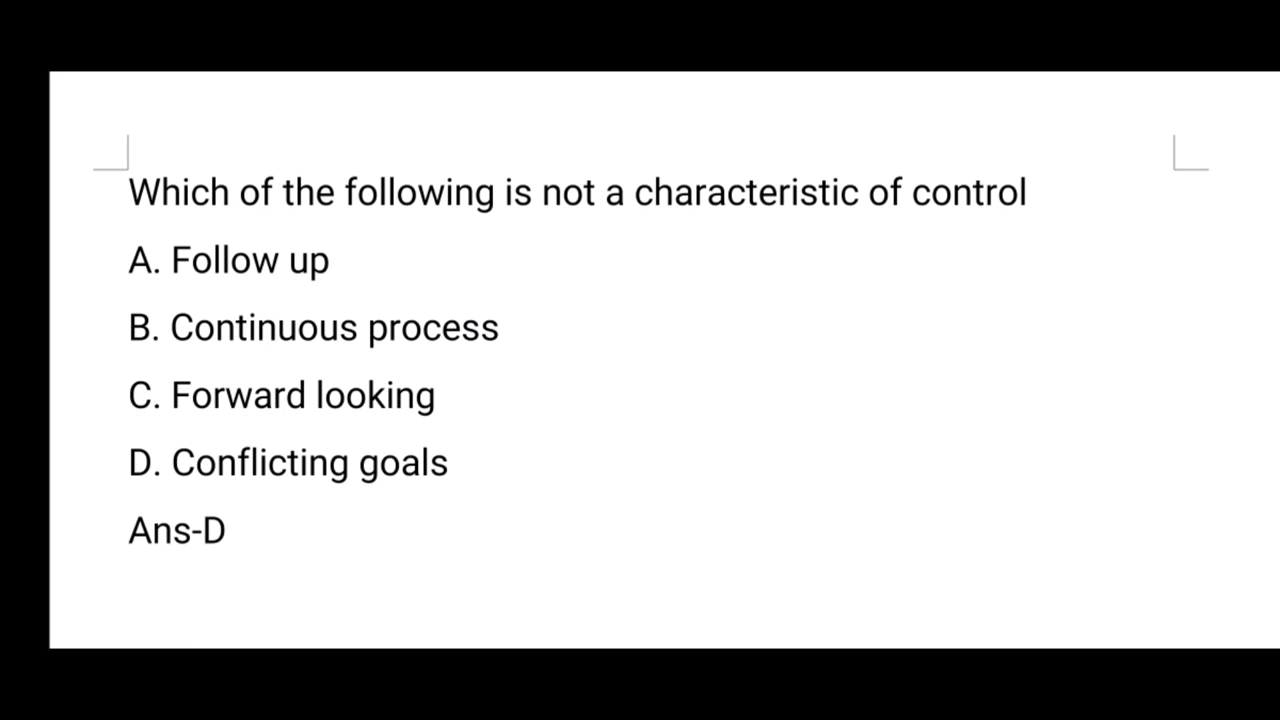 Which of the following is not a characteristic of control
A. Follow up
B. Continuous process
C. Forward looking
D. Conflicting goals
Ans-D